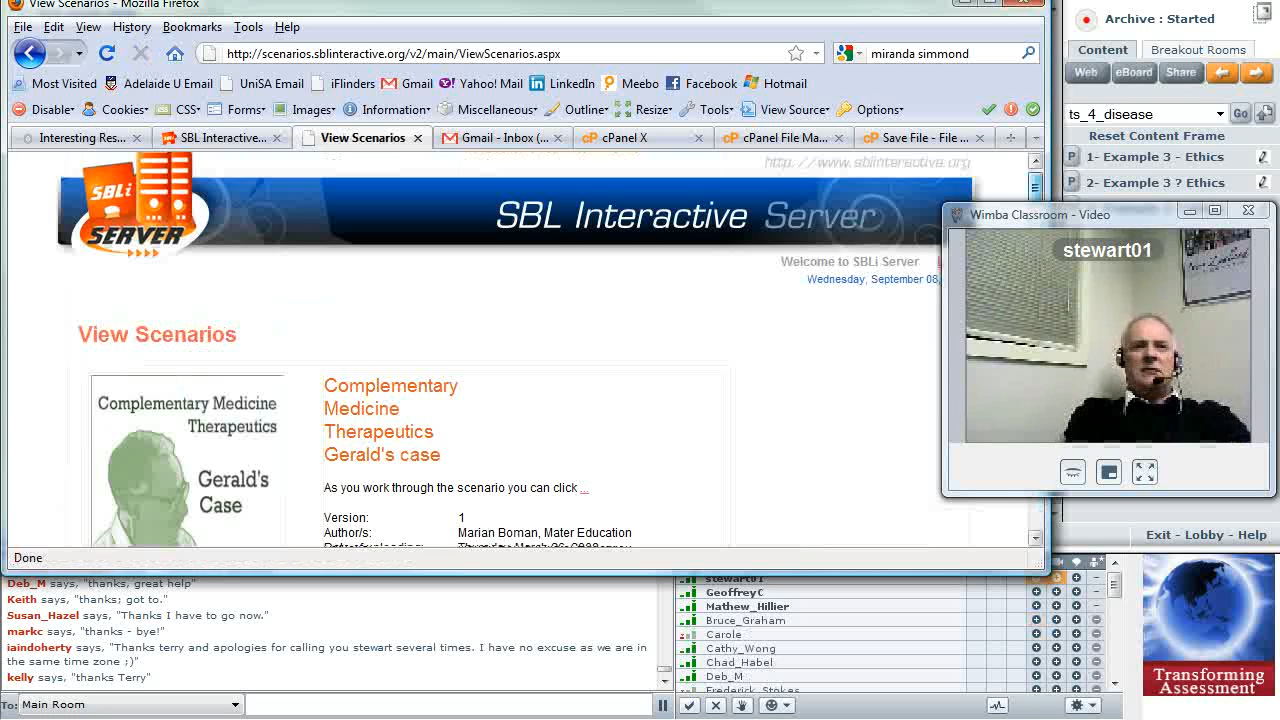 View Scenarios - Mozilla Firefox
File Edit View History Bookmarks Tools Help
http://scenarios.sblinteractive.org/v2/main/ViewScenarios.aspx
miranda simmond
Most Visited Adelaide U Email UniSA Email iFlinders Gmail Yahoo! Mail LinkedIn Meebo Facebook Hotmail
Disable Cookies CSS Forms Images Information Miscellaneous Outline Resize Tools View Source Options
Interesting Res... SBL Interactive... View Scenarios Gmail - Inbox (... cPanel X cPanel File Ma... Save File - File ...
http://www.sblinteractive.org
SBLi
SERVER
SBL Interactive Server
Welcome to SBLi Server
Wednesday, September 08,
View Scenarios
Complementary Medicine
Therapeutics
Gerald's
Case
Complementary
Medicine
Therapeutics
Gerald's case
As you work through the scenario you can click ...
Version: 1
Author/s: Marian Boman, Mater Education
Done
Archive : Started
Content Breakout Rooms
Web eBoard Share
ts_4_disease Go
Reset Content Frame
P 1- Example 3 - Ethics
P 2- Example 3 ? Ethics
Wimba Classroom - Video
stewart01
Exit - Lobby - Help
Deb_M says, "thanks, great help"
Keith says, "thanks; got to."
Susan_Hazel says, "Thanks I have to go now."
markc says, "thanks - bye!"
iaindoherty says, "Thanks terry and apologies for calling you stewart several times. I have no excuse as we are in
the same time zone ;)"
kelly says, "thanks Terry"
To: Main Room
stewart01
GeoffreyC
Mathew_Hillier
Bruce_Graham
Carole
Cathy_Wong
Chad_Habel
Deb_M
Frederick_Stokes
Transforming
Assessment